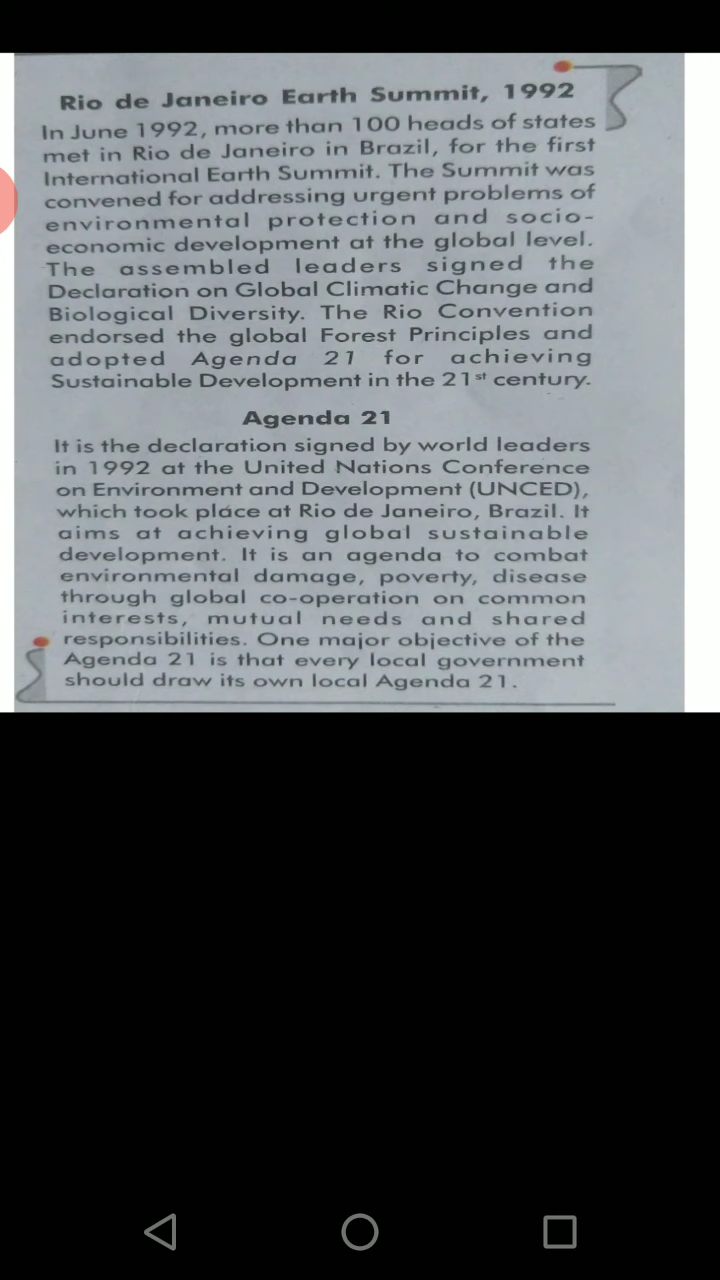 Rio de Janeiro Earth Summit, 1992
In June 1992, more than 100 heads of states
met in Rio de Janeiro in Brazil, for the first
International Earth Summit. The Summit was
convened for addressing urgent problems of
environmental protection and socio-
economic development at the global level.
The assembled leaders signed the
Declaration on Global Climatic Change and
Biological Diversity. The Rio Convention
endorsed the global Forest Principles and
adopted Agenda 21 for achieving
Sustainable Development in the 21st century.
Agenda 21
It is the declaration signed by world leaders
in 1992 at the United Nations Conference
on Environment and Development (UNCED),
which took place at Rio de Janeiro, Brazil. It
aims at achieving global sustainable
development. It is an agenda to combat
environmental damage, poverty, disease
through global co-operation on common
interests, mutual needs and shared
responsibilities. One major objective of the
Agenda 21 is that every local government
should draw its own local Agenda 21.